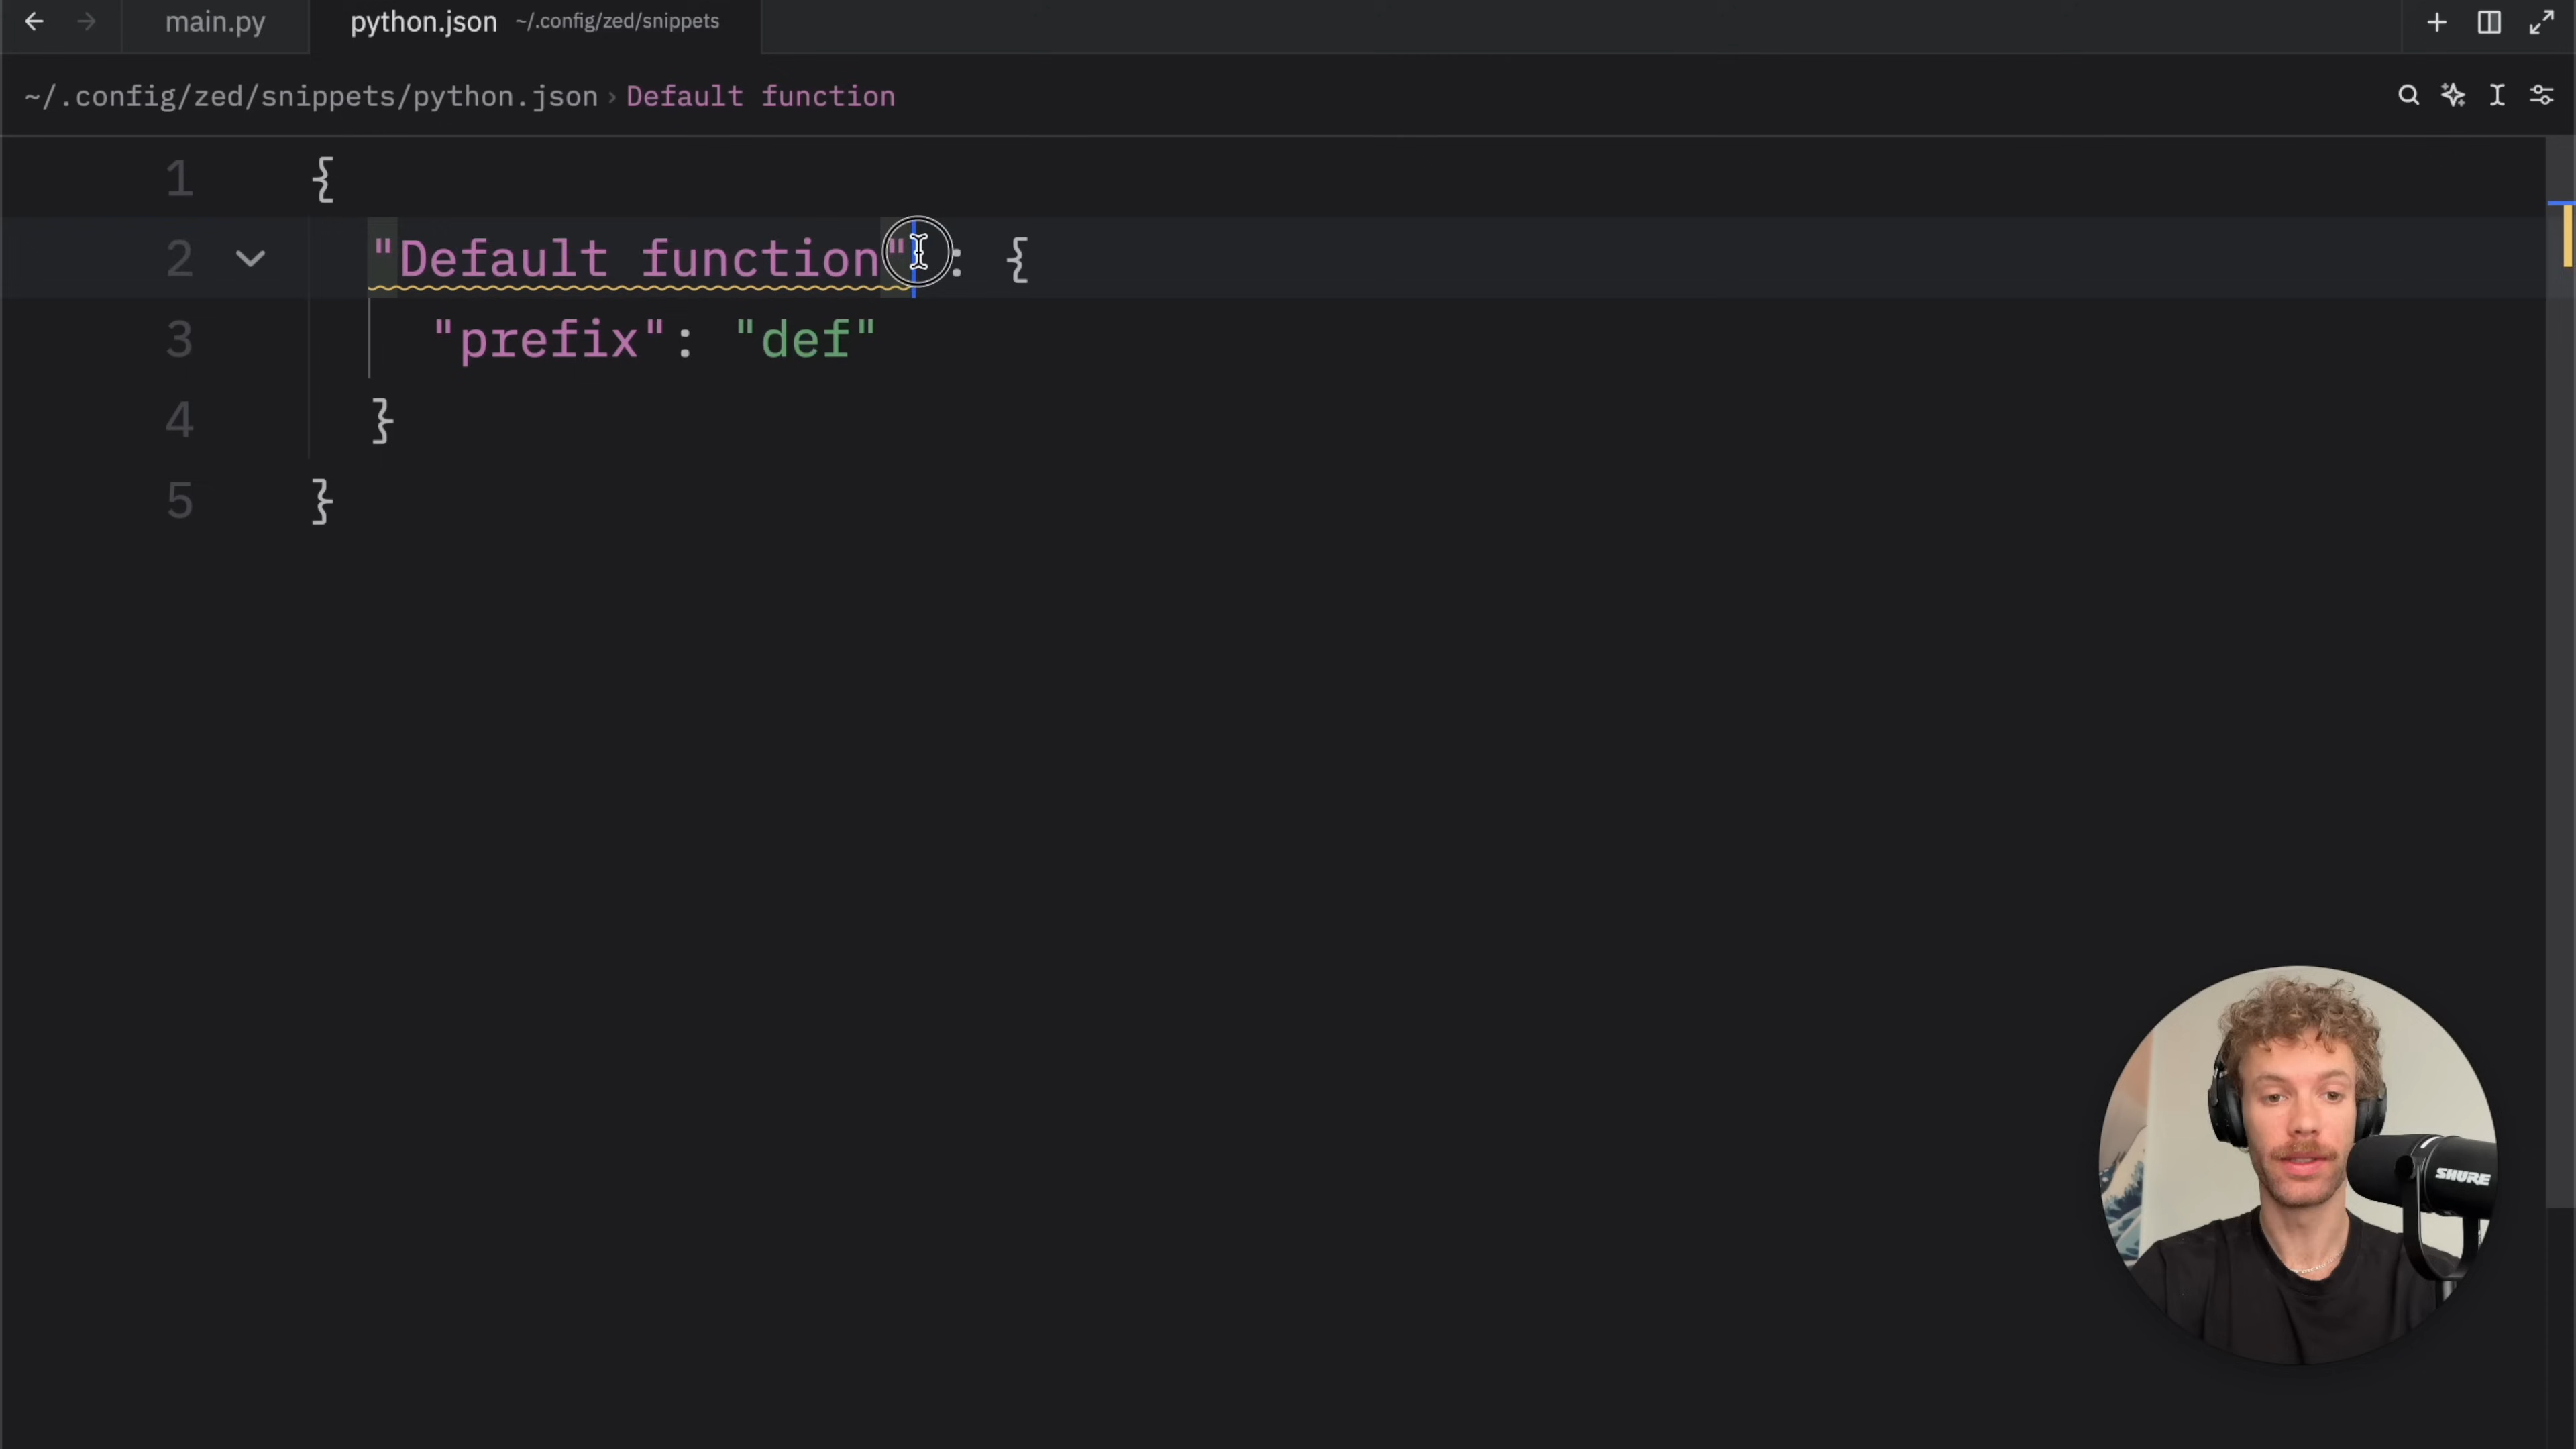 main.py python.json ~/.config/zed/snippets
~/.config/zed/snippets/python.json › Default function
1 {
2 "Default function": {
3 "prefix": "def"
4 }
5 }
SHURE